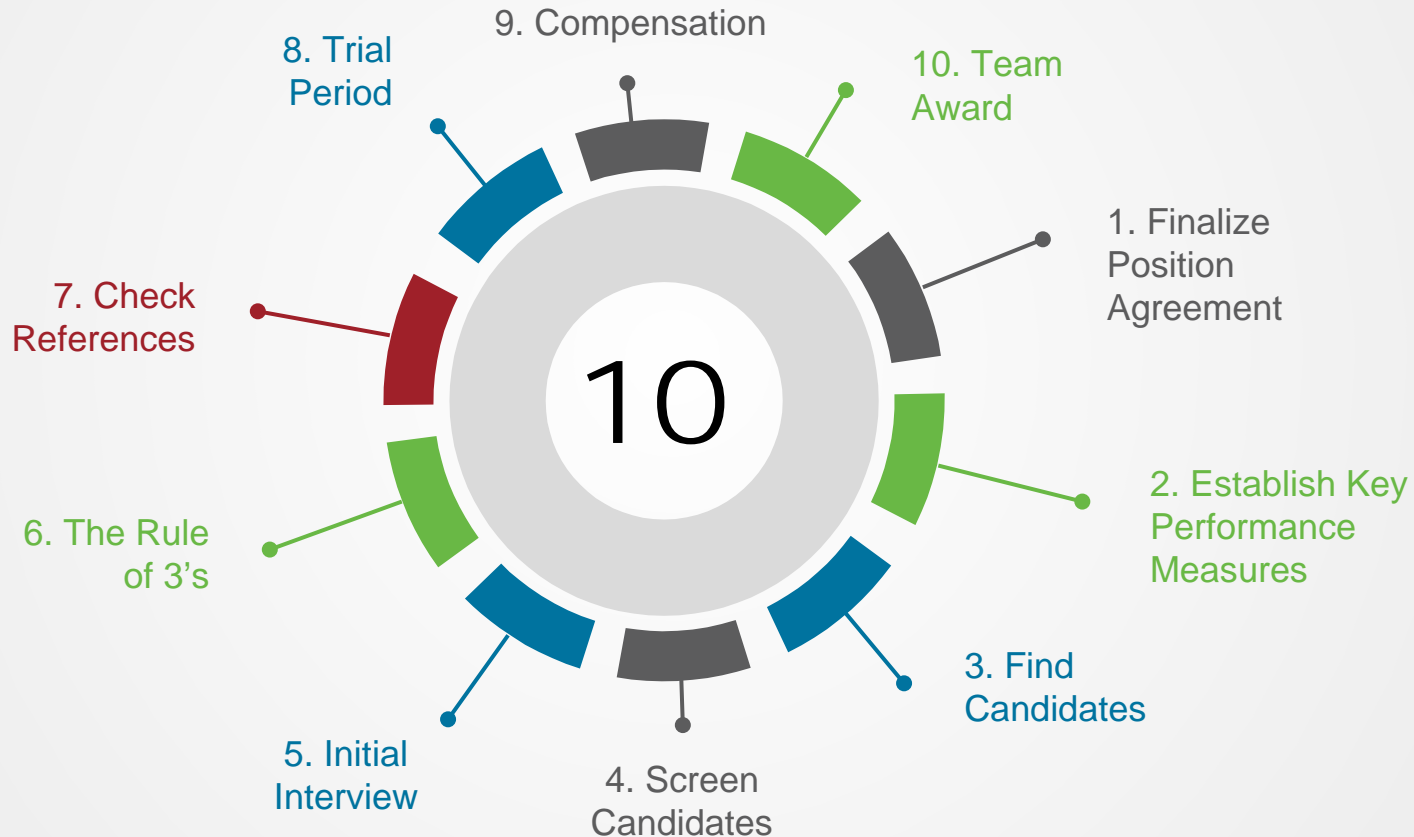 9. Compensation
8. Trial
Period
10. Team
Award
1. Finalize
Position
Agreement
7. Check
References
10
2. Establish Key
Performance
Measures
6. The Rule
of 3’s
3. Find
Candidates
5. Initial
Interview
4. Screen
Candidates